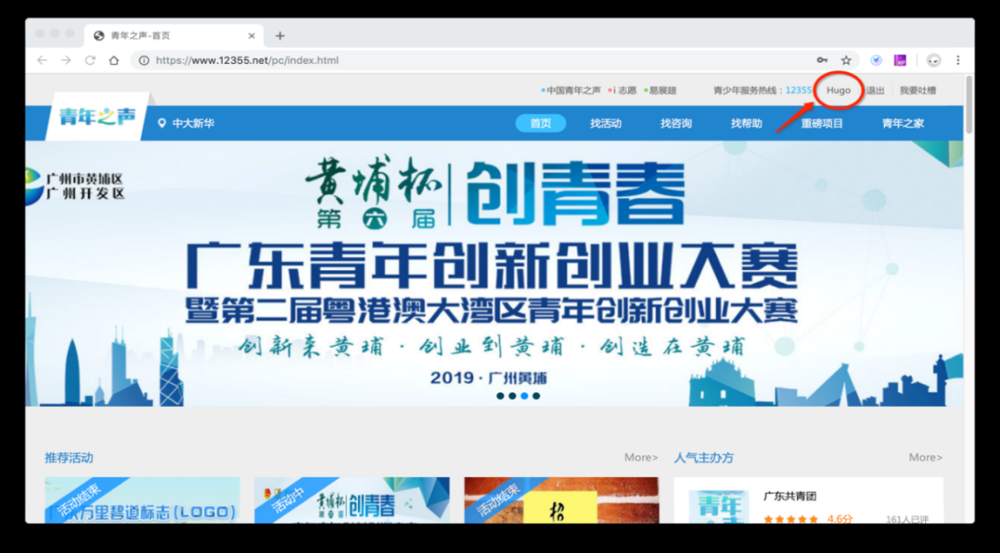 青年之声-首页
https://www.12355.net/pc/index.html
中国青年之声 i 志愿 易展翅 青少年服务热线：12355 Hugo 退出 我要吐槽
青年之声 中大新华 首页 找活动 找咨询 找帮助 重磅项目 青年之家
广州市黄埔区
广州开发区
黄埔杯 创青春
第六届
广东青年创新创业大赛
暨第二届粤港澳大湾区青年创新创业大赛
创新来黄埔·创业到黄埔·创造在黄埔
2019·广州黄埔
推荐活动 More> 人气主办方 More>
活动结束 活动中 活动结束
万里碧道标志(LOGO)
黄埔杯 创青春
招
青年
广东共青团
4.6分 161人已评